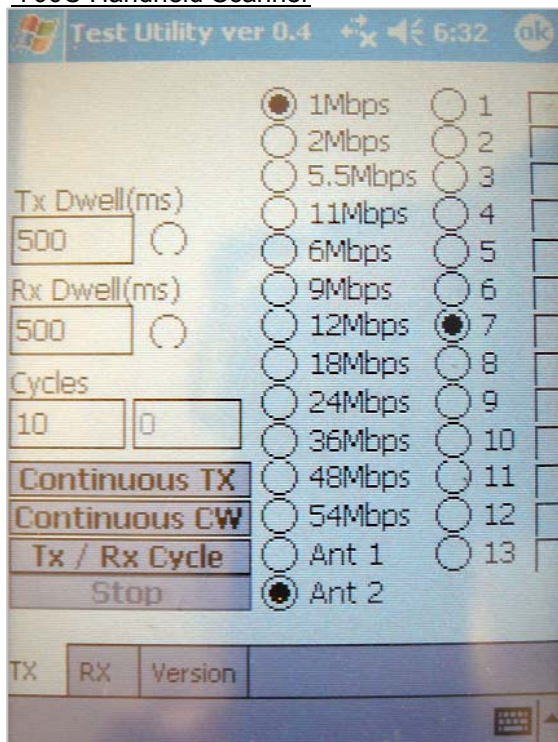 Handheld Scanner
Test Utility ver 0.4 6:32 ok
1Mbps 1
2Mbps 2
5.5Mbps 3
Tx Dwell(ms)
11Mbps 4
500
6Mbps 5
Rx Dwell(ms)
9Mbps 6
500
12Mbps 7
18Mbps 8
Cycles
24Mbps 9
10 0
36Mbps 10
Continuous TX
48Mbps 11
Continuous CW
54Mbps 12
Tx / Rx Cycle
Ant 1 13
Stop
Ant 2
TX RX Version